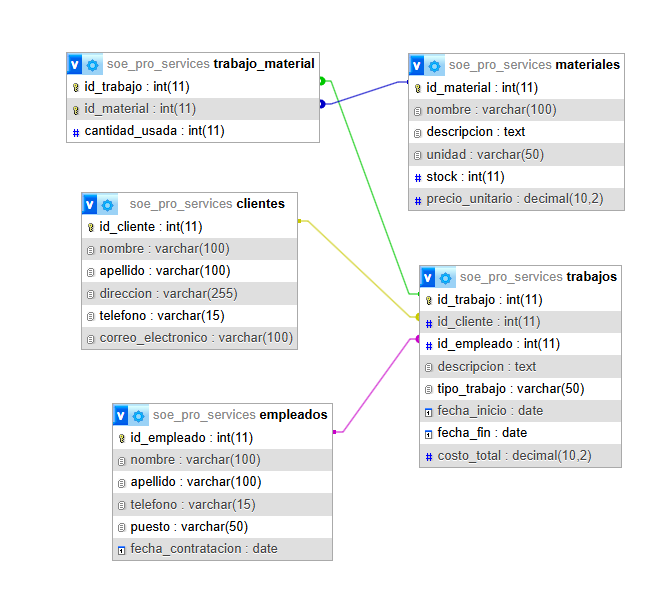 soe_pro_services trabajo_material
id_trabajo : int(11)
id_material : int(11)
cantidad_usada : int(11)
soe_pro_services materiales
id_material : int(11)
nombre : varchar(100)
descripcion : text
unidad : varchar(50)
stock : int(11)
precio_unitario : decimal(10,2)
soe_pro_services clientes
id_cliente : int(11)
nombre : varchar(100)
apellido : varchar(100)
direccion : varchar(255)
telefono : varchar(15)
correo_electronico : varchar(100)
soe_pro_services trabajos
id_trabajo : int(11)
id_cliente : int(11)
id_empleado : int(11)
descripcion : text
tipo_trabajo : varchar(50)
fecha_inicio : date
fecha_fin : date
costo_total : decimal(10,2)
soe_pro_services empleados
id_empleado : int(11)
nombre : varchar(100)
apellido : varchar(100)
telefono : varchar(15)
puesto : varchar(50)
fecha_contratacion : date